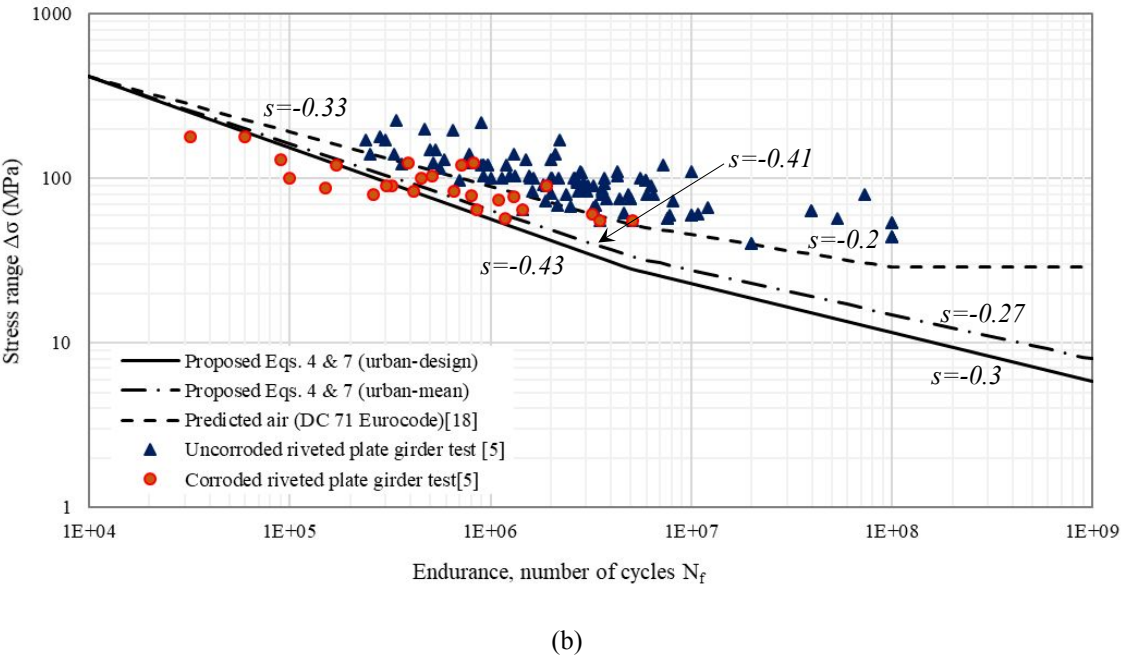 1000
s=-0.33
100
s=-0.41
s=-0.2
s=-0.43
s=-0.27
10
s=-0.3
Proposed Eqs. 4 & 7 (urban-design)
Proposed Eqs. 4 & 7 (urban-mean)
Predicted air (DC 71 Eurocode)[18]
Uncorroded riveted plate girder test [5]
Corroded riveted plate girder test[5]
1
Stress range Δσ (MPa)
1E+04 1E+05 1E+06 1E+07 1E+08 1E+09
Endurance, number of cycles Nf
(b)